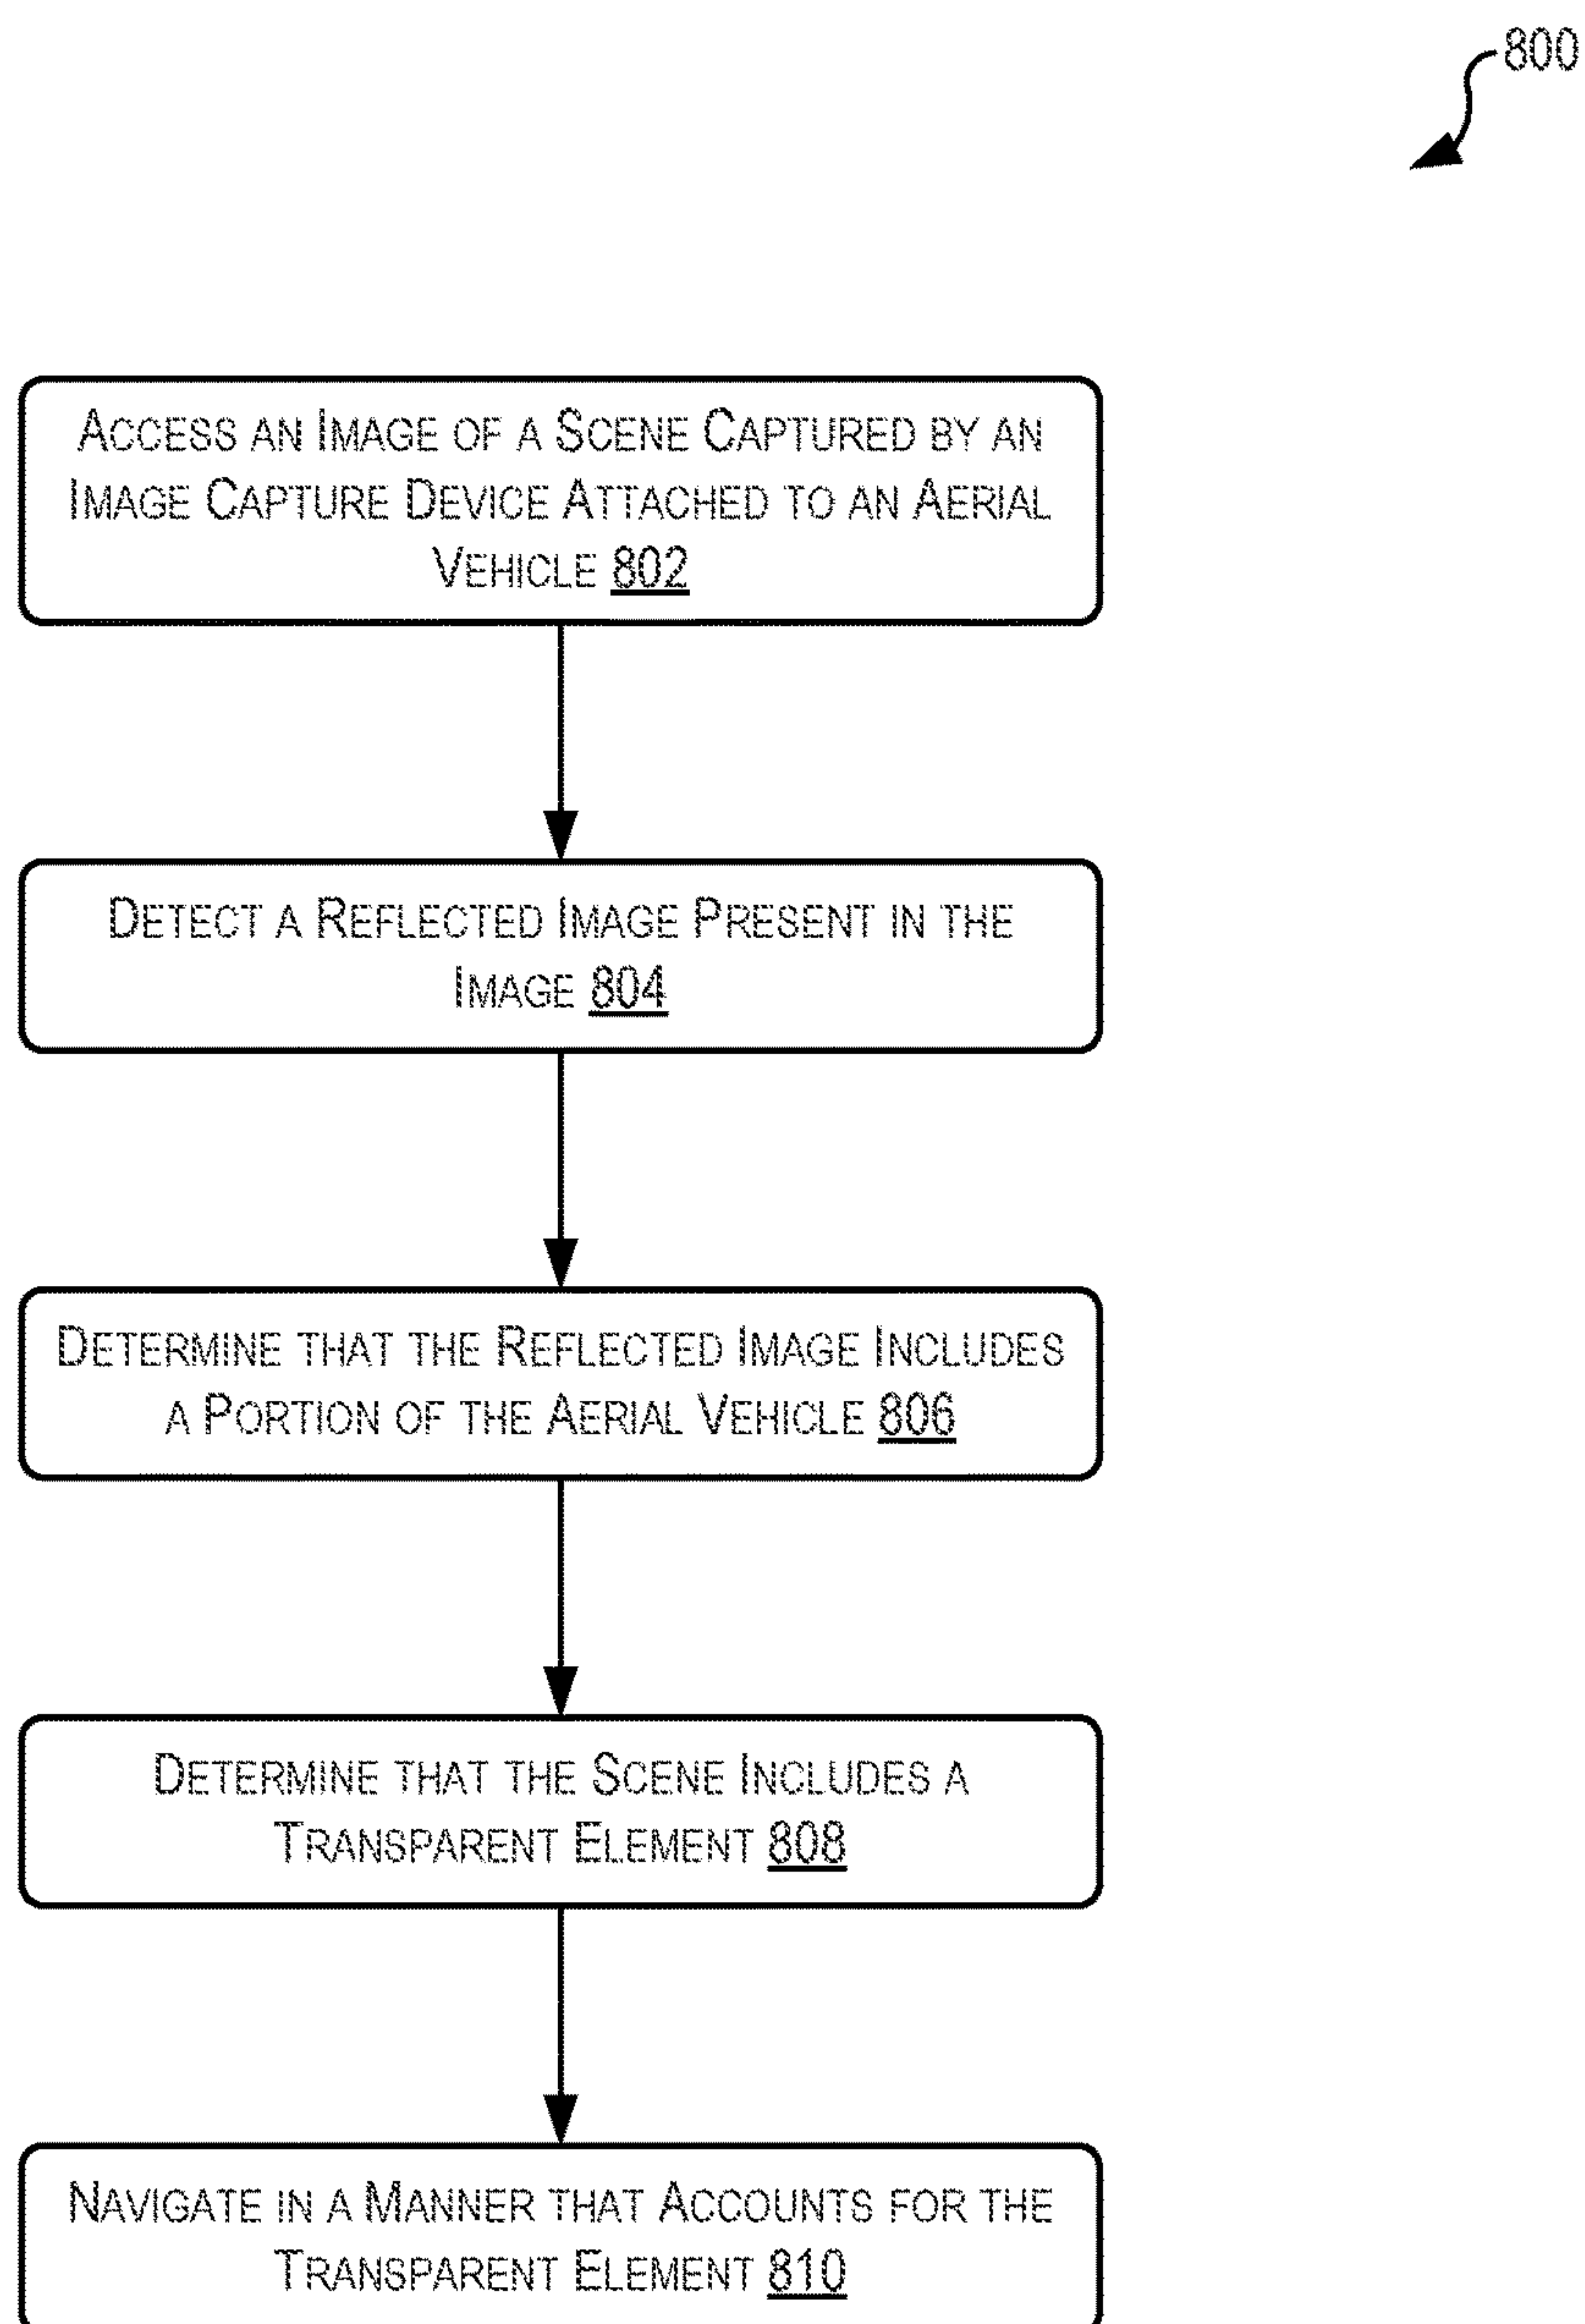 800
ACCESS AN IMAGE OF A SCENE CAPTURED BY AN
IMAGE CAPTURE DEVICE ATTACHED TO AN AERIAL
VEHICLE 802
DETECT A REFLECTED IMAGE PRESENT IN THE
IMAGE 804
DETERMINE THAT THE REFLECTED IMAGE INCLUDES
A PORTION OF THE AERIAL VEHICLE 806
DETERMINE THAT THE SCENE INCLUDES A
TRANSPARENT ELEMENT 808
NAVIGATE IN A MANNER THAT ACCOUNTS FOR THE
TRANSPARENT ELEMENT 810